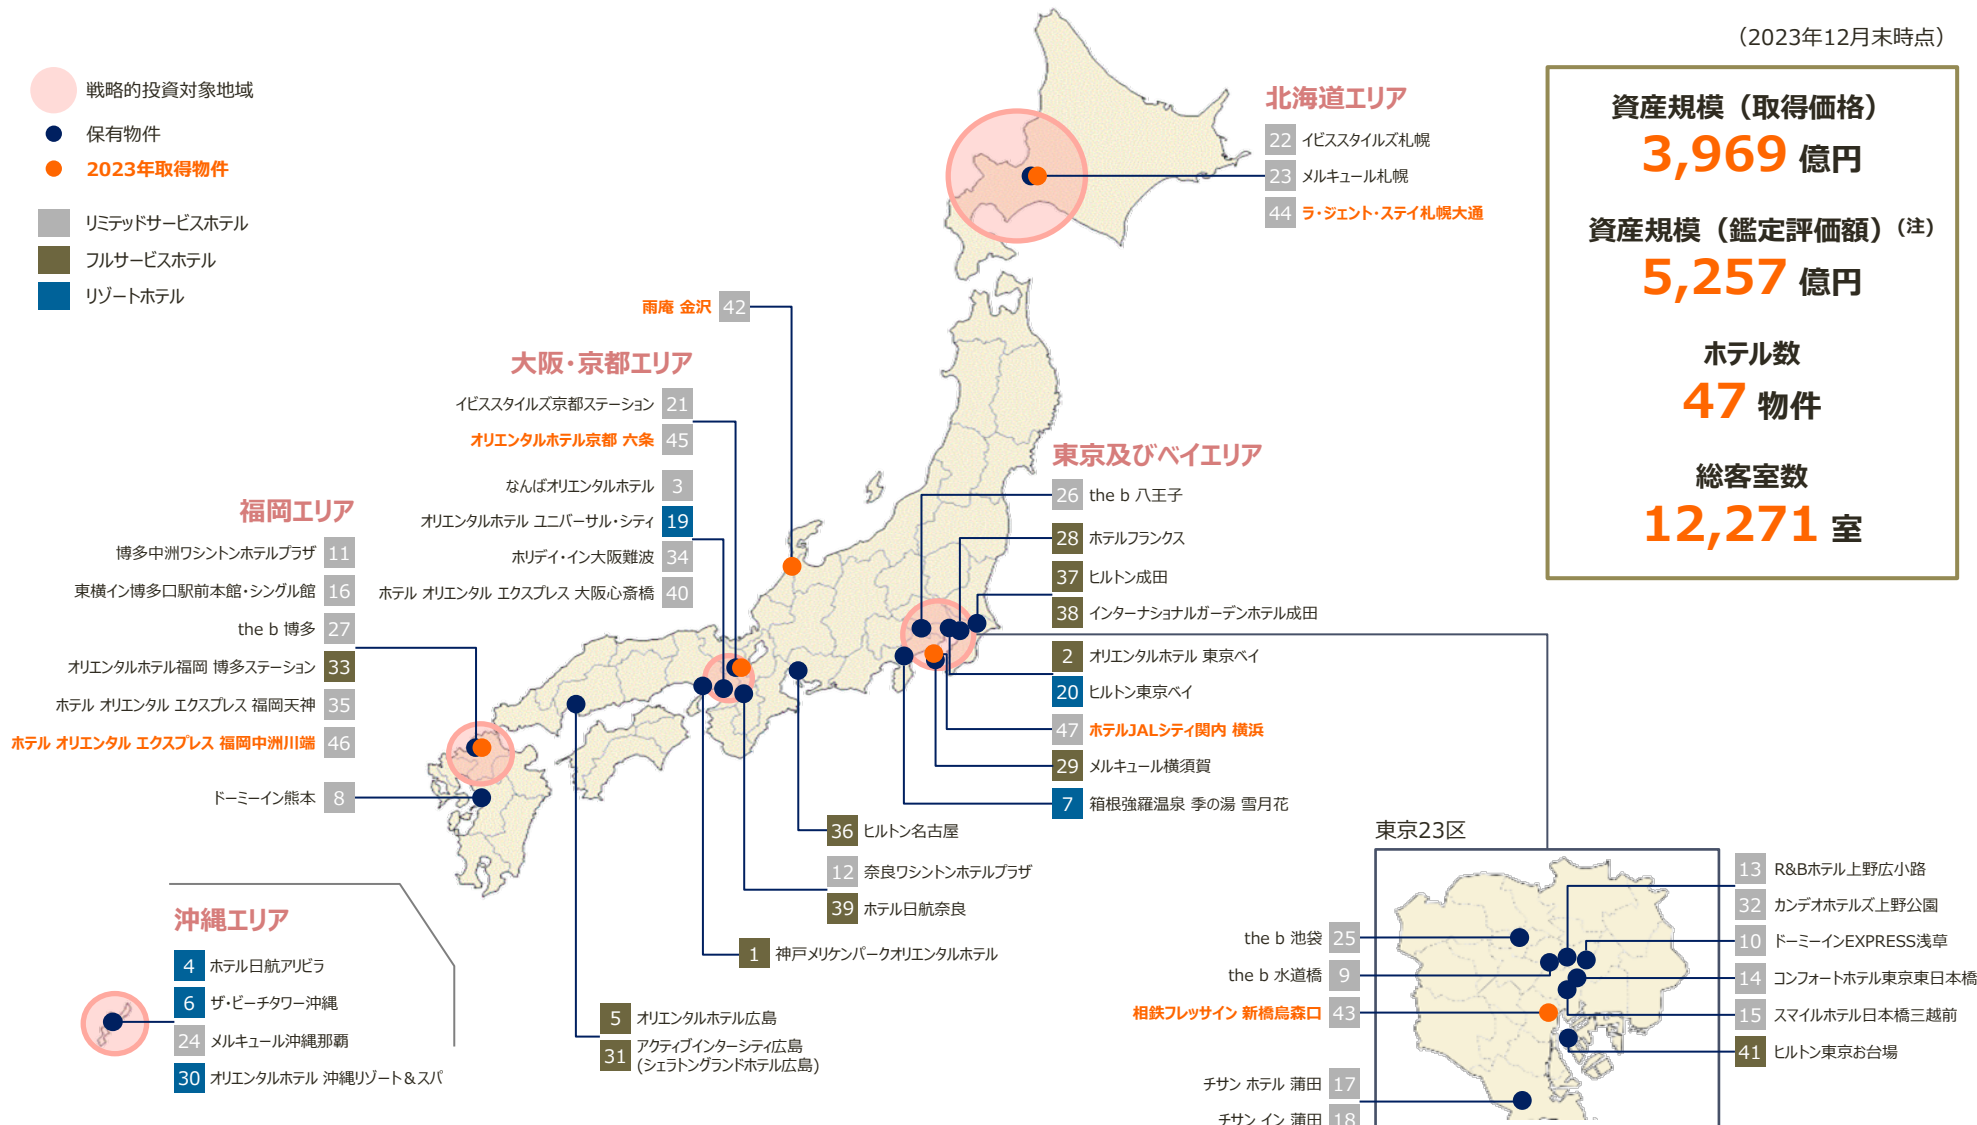 (2023年12月末時点)
戦略的投資対象地域
保有物件
2023年取得物件
リミテッドサービスホテル
フルサービスホテル
リゾートホテル
資産規模（取得価格）
3,969 億円
資産規模（鑑定評価額）(注)
5,257 億円
ホテル数
47 物件
総客室数
12,271 室
北海道エリア
22 イビススタイルズ札幌
23 メルキュール札幌
44 ラ・ジェント・ステイ札幌大通
雨庵 金沢 42
大阪・京都エリア
イビススタイルズ京都ステーション 21
オリエンタルホテル京都 六条 45
なんばオリエンタルホテル 3
オリエンタルホテル ユニバーサル・シティ 19
ホリデイ・イン大阪難波 34
ホテル オリエンタル エクスプレス 大阪心斎橋 40
福岡エリア
博多中洲ワシントンホテルプラザ 11
東横イン博多口駅前本館・シングル館 16
the b 博多 27
オリエンタルホテル福岡 博多ステーション 33
ホテル オリエンタル エクスプレス 福岡天神 35
ホテル オリエンタル エクスプレス 福岡中洲川端 46
ドーミーイン熊本 8
東京及びベイエリア
26 the b 八王子
28 ホテルフランクス
37 ヒルトン成田
38 インターナショナルガーデンホテル成田
2 オリエンタルホテル 東京ベイ
20 ヒルトン東京ベイ
47 ホテルJALシティ関内 横浜
29 メルキュール横須賀
7 箱根強羅温泉 季の湯 雪月花
36 ヒルトン名古屋
12 奈良ワシントンホテルプラザ
39 ホテル日航奈良
1 神戸メリケンパークオリエンタルホテル
5 オリエンタルホテル広島
31 アクティブインターシティ広島
(シェラトングランドホテル広島)
沖縄エリア
4 ホテル日航アリビラ
6 ザ・ビーチタワー沖縄
24 メルキュール沖縄那覇
30 オリエンタルホテル 沖縄リゾート＆スパ
東京23区
the b 池袋 25
the b 水道橋 9
相鉄フレッサイン 新橋烏森口 43
チサン ホテル 蒲田 17
チサン イン 蒲田 18
13 R&Bホテル上野広小路
32 カンデオホテルズ上野公園
10 ドーミーインEXPRESS浅草
14 コンフォートホテル東京東日本橋
15 スマイルホテル日本橋三越前
41 ヒルトン東京お台場